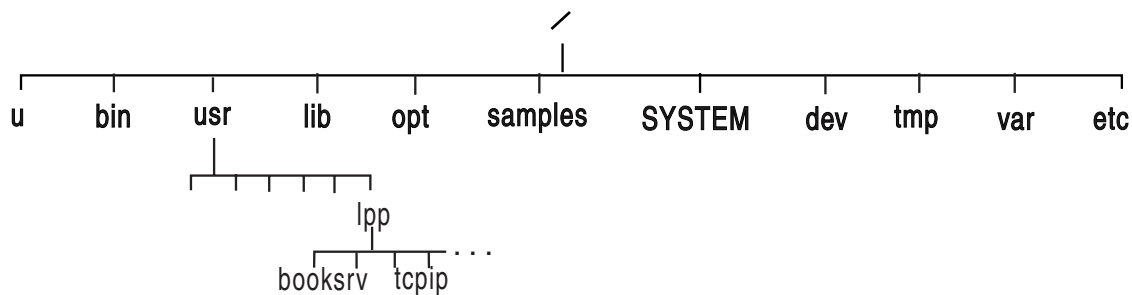 /
u bin usr lib opt samples SYSTEM dev tmp var etc
lpp
booksrv tcpip ...